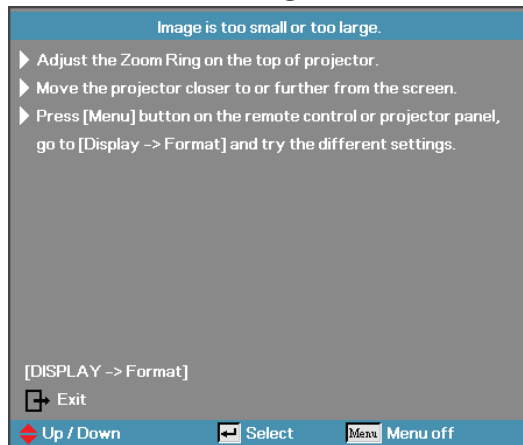 Image is too small or too large.
Adjust the Zoom Ring on the top of projector.
Move the projector closer to or further from the screen.
Press [Menu] button on the remote control or projector panel,
go to [Display -> Format] and try the different settings.
[DISPLAY -> Format]
Exit
Up / Down Select Menu Menu off